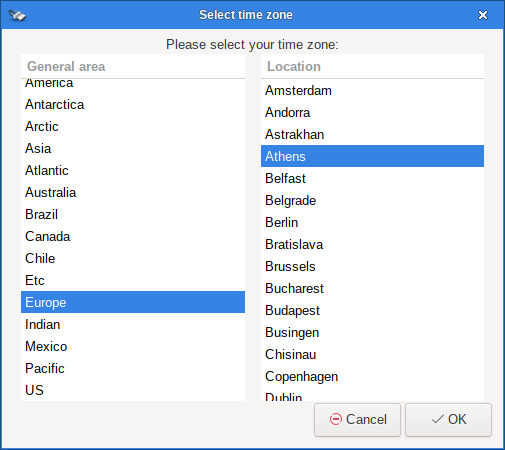 Select time zone
Please select your time zone:
General area
America
Antarctica
Arctic
Asia
Atlantic
Australia
Brazil
Canada
Chile
Etc
Europe
Indian
Mexico
Pacific
US
Location
Amsterdam
Andorra
Astrakhan
Athens
Belfast
Belgrade
Berlin
Bratislava
Brussels
Bucharest
Budapest
Busingen
Chisinau
Copenhagen
Dublin
Cancel
OK